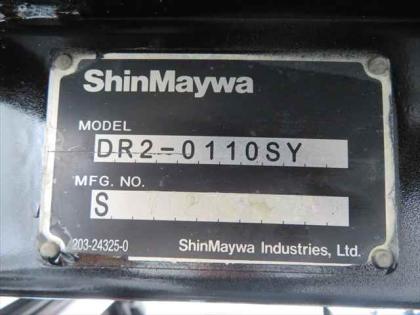 ShinMaywa
MODEL
DR2-0110SY
MFG. NO.
S
203-24325-0 ShinMaywa Industries, Ltd.